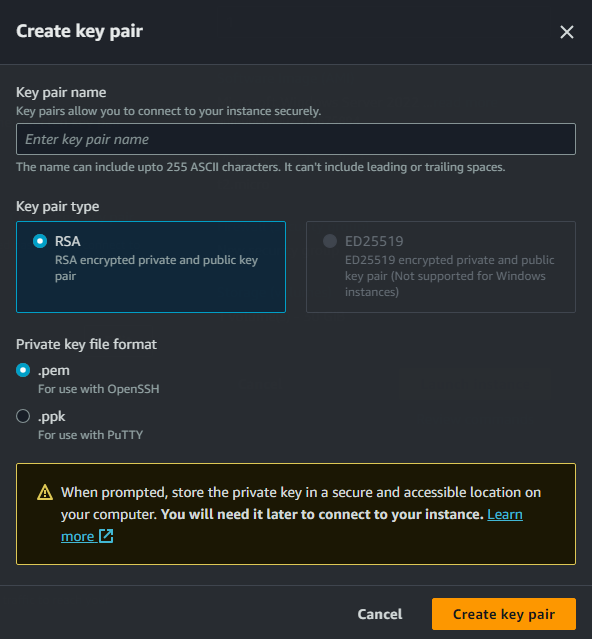 Create key pair
Key pair name
Key pairs allow you to connect to your instance securely.
Enter key pair name
The name can include upto 255 ASCII characters. It can't include leading or trailing spaces.
Key pair type
RSA
RSA encrypted private and public key
pair
ED25519
ED25519 encrypted private and public
key pair (Not supported for Windows
instances)
Private key file format
.pem
For use with OpenSSH
.ppk
For use with PuTTY
When prompted, store the private key in a secure and accessible location on
your computer. You will need it later to connect to your instance. Learn
more
Cancel
Create key pair